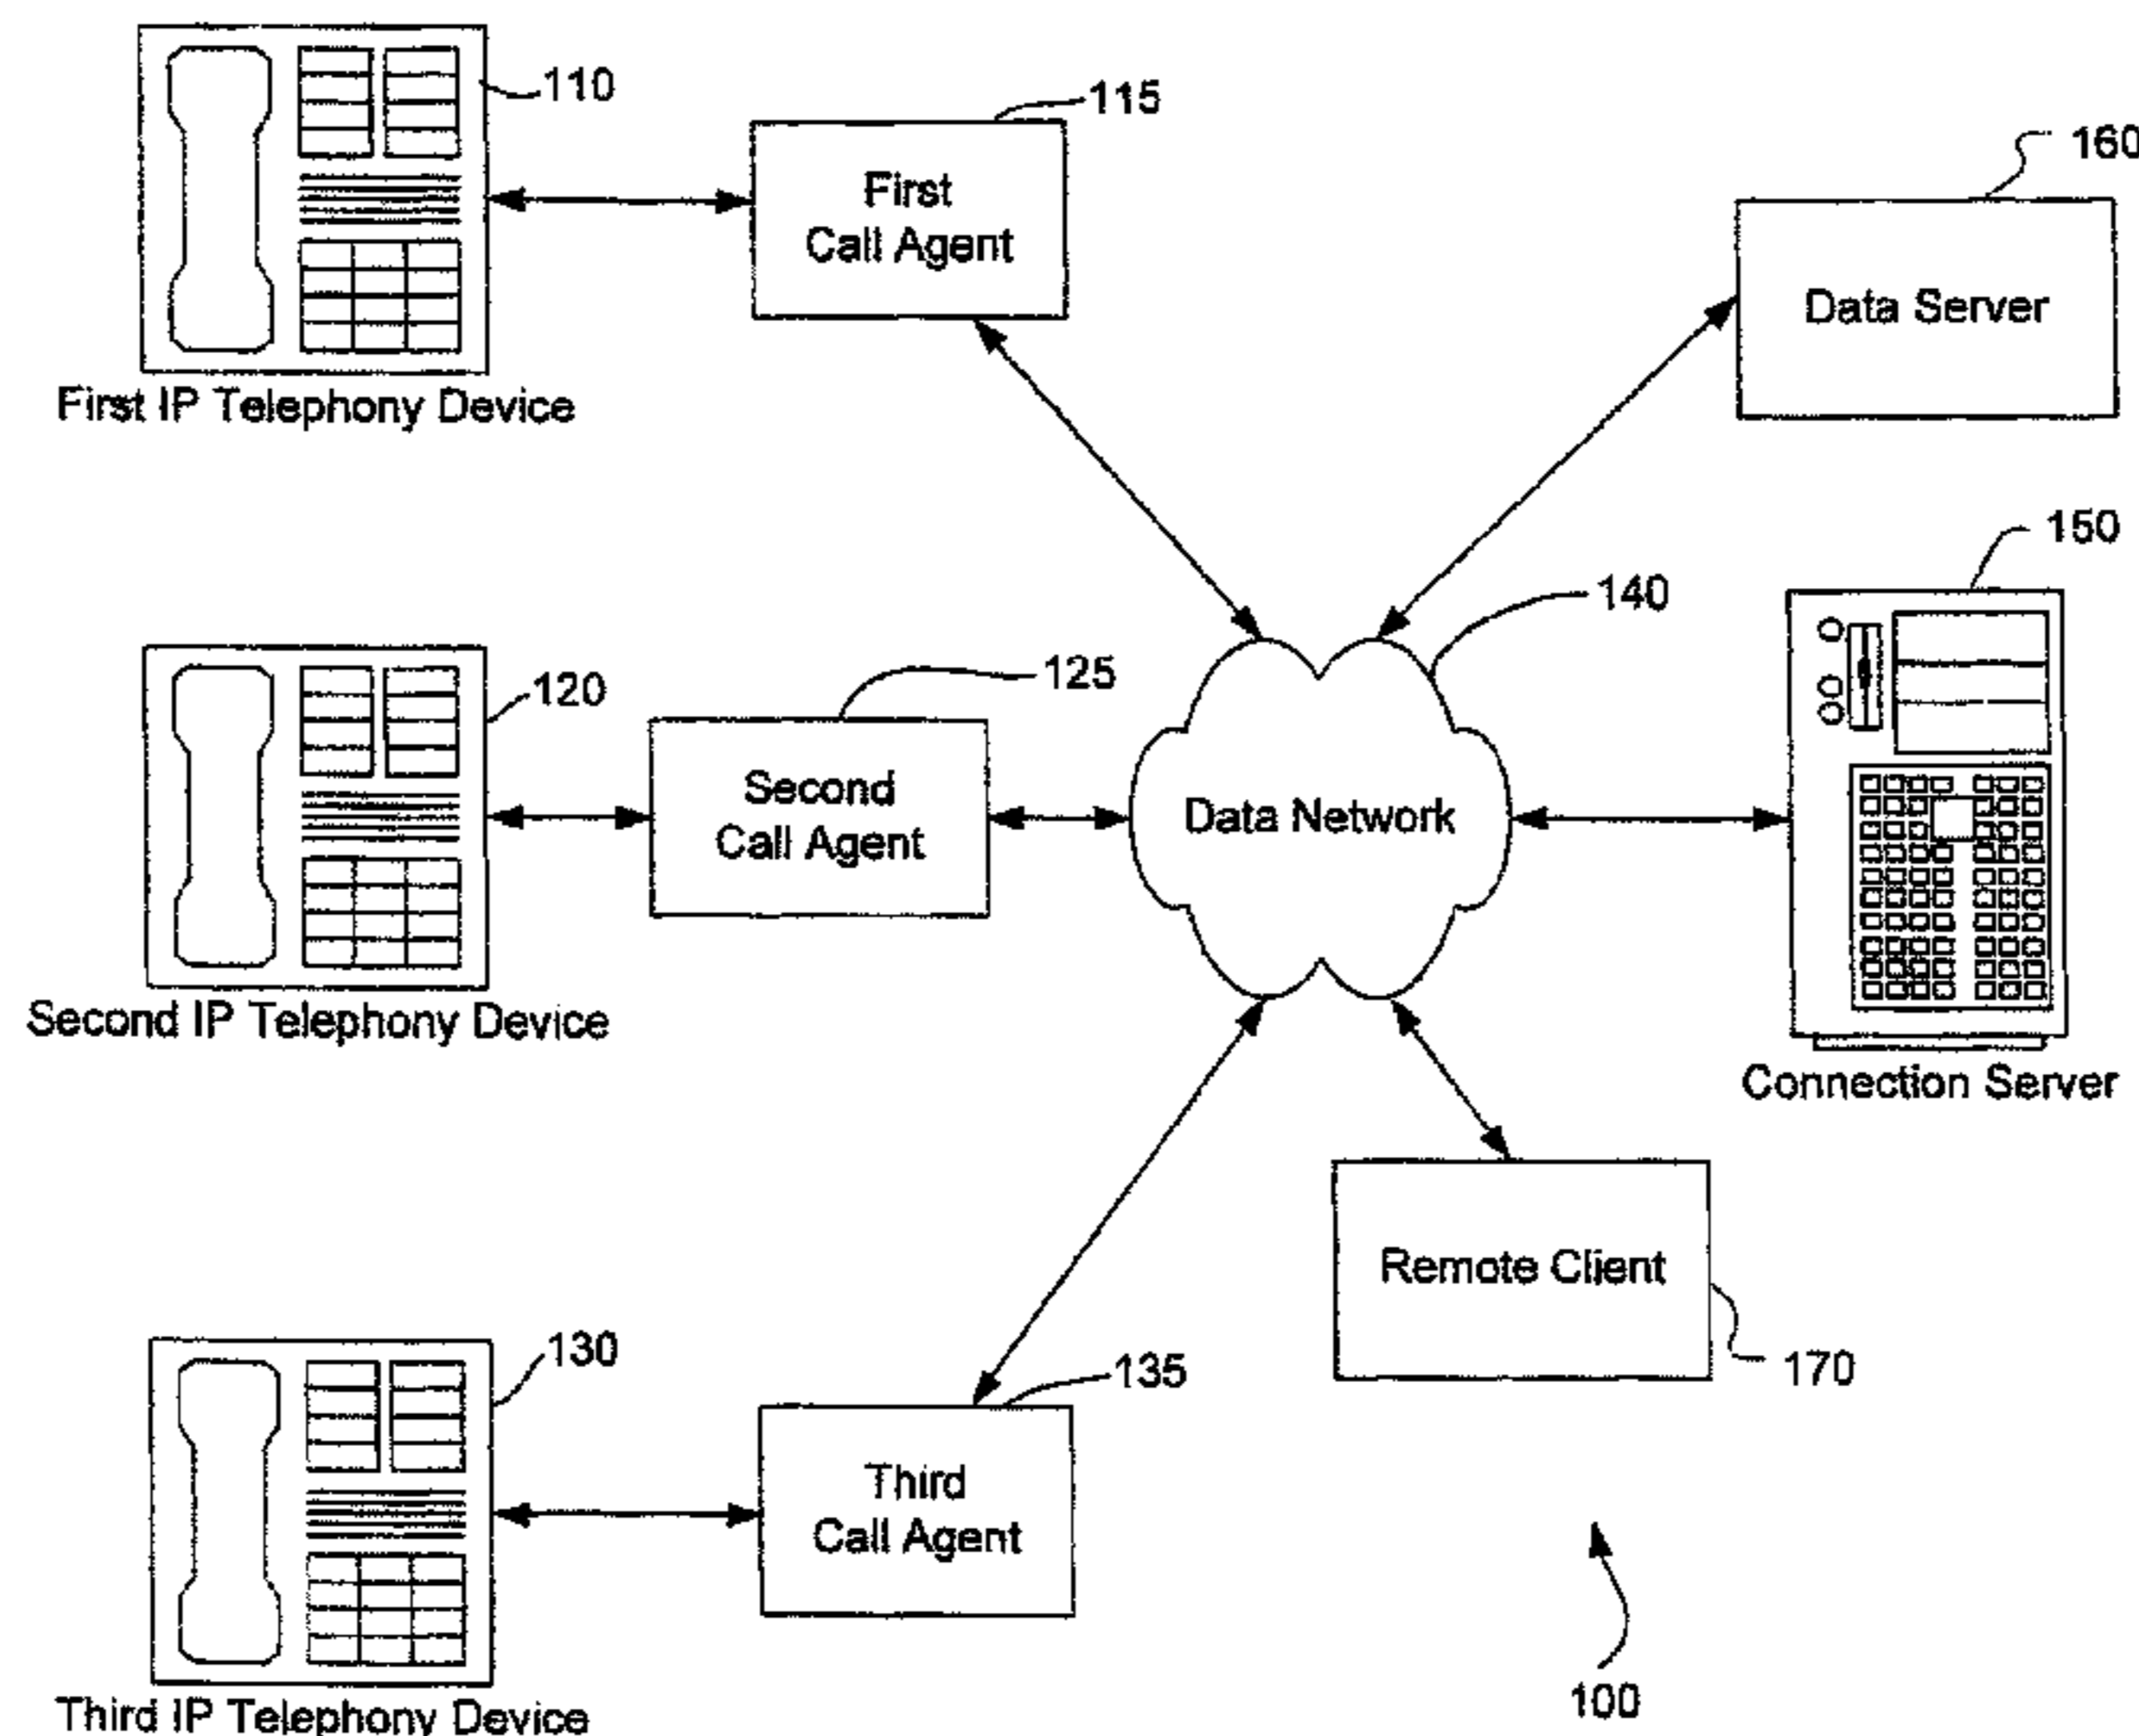 110
115
First
Call Agent
160
Data Server
First IP Telephony Device
150
140
120
125
Second
Call Agent
Data Network
Second IP Telephony Device
Connection Server
Remote Client
170
130
135
Third
Call Agent
100
Third IP Telephony Device